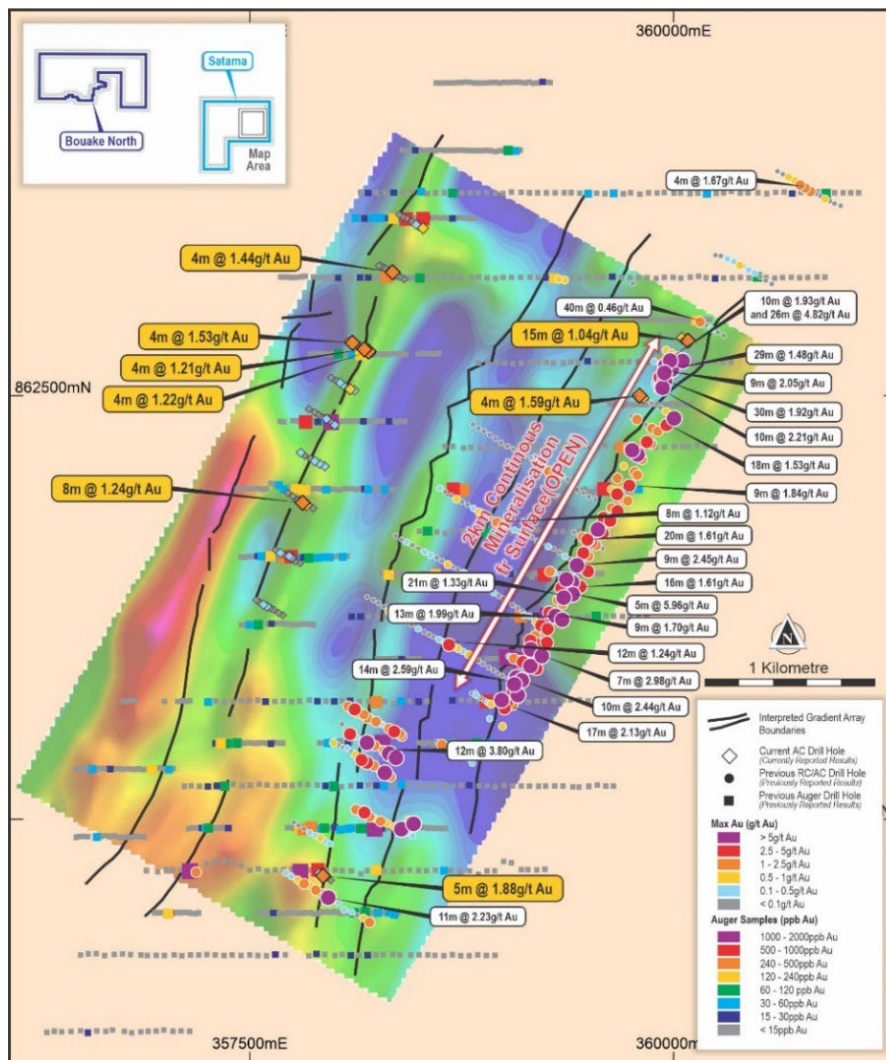 360000mE
Satama
Bouake North
Map
Area
4m @ 1.67g/t Au
4m @ 1.44g/t Au
40m @ 0.46g/t Au
10m @ 1.93g/t Au
and 26m @ 4.82g/t Au
15m @ 1.04g/t Au
4m @ 1.53g/t Au
29m @ 1.48g/t Au
4m @ 1.21g/t Au
9m @ 2.05g/t Au
862500mN
4m @ 1.22g/t Au
4m @ 1.59g/t Au
30m @ 1.92g/t Au
10m @ 2.21g/t Au
18m @ 1.53g/t Au
8m @ 1.24g/t Au
9m @ 1.84g/t Au
2km Continous
Mineralisation
fr Surface(OPEN)
8m @ 1.12g/t Au
20m @ 1.61g/t Au
9m @ 2.45g/t Au
21m @ 1.33g/t Au
16m @ 1.61g/t Au
5m @ 5.96g/t Au
13m @ 1.99g/t Au
9m @ 1.70g/t Au
N
12m @ 1.24g/t Au
14m @ 2.59g/t Au
1 Kilometre
7m @ 2.98g/t Au
10m @ 2.44g/t Au
17m @ 2.13g/t Au
12m @ 3.80g/t Au
5m @ 1.88g/t Au
11m @ 2.23g/t Au
Interpreted Gradient Array
Boundaries
Current AC Drill Hole
(Currently Reported Results)
Previous RC/AC Drill Hole
(Previously Reported Results)
Previous Auger Drill Hole
(Previously Reported Results)
Max Au (g/t Au)
> 5g/t Au
2.5 - 5g/t Au
1 - 2.5g/t Au
0.5 - 1g/t Au
0.1 - 0.5g/t Au
< 0.1g/t Au
Auger Samples (ppb Au)
1000 - 2000ppb Au
500 - 1000ppb Au
240 - 500ppb Au
120 - 240ppb Au
60 - 120 ppb Au
30 - 60ppb Au
15 - 30ppb Au
< 15ppb Au
357500mE
360000mE